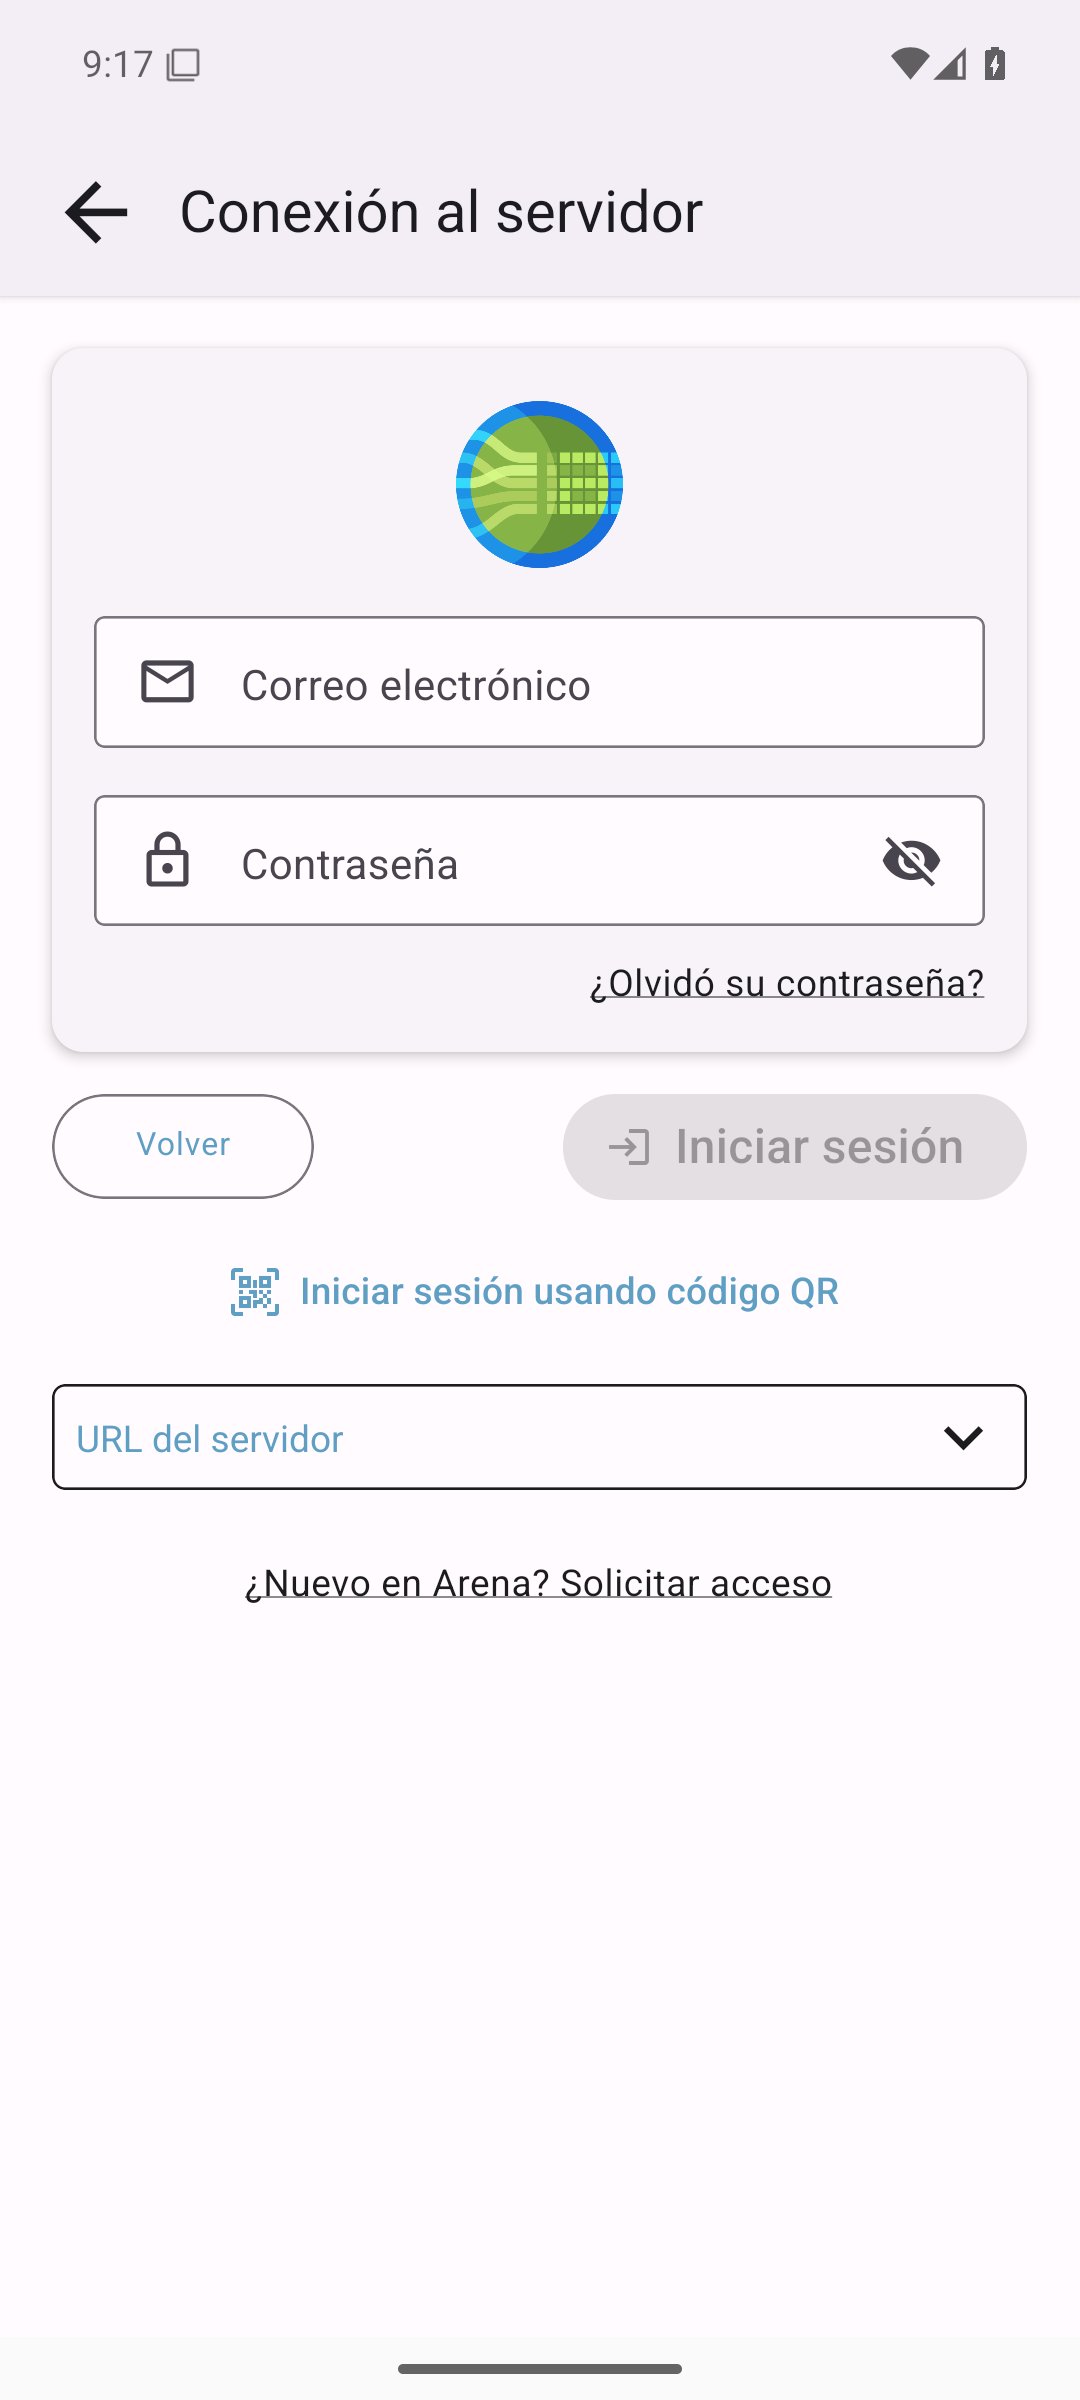 9:17
Conexión al servidor
Correo electrónico
Contraseña
¿Olvidó su contraseña?
Volver
Iniciar sesión
Iniciar sesión usando código QR
URL del servidor
¿Nuevo en Arena? Solicitar acceso